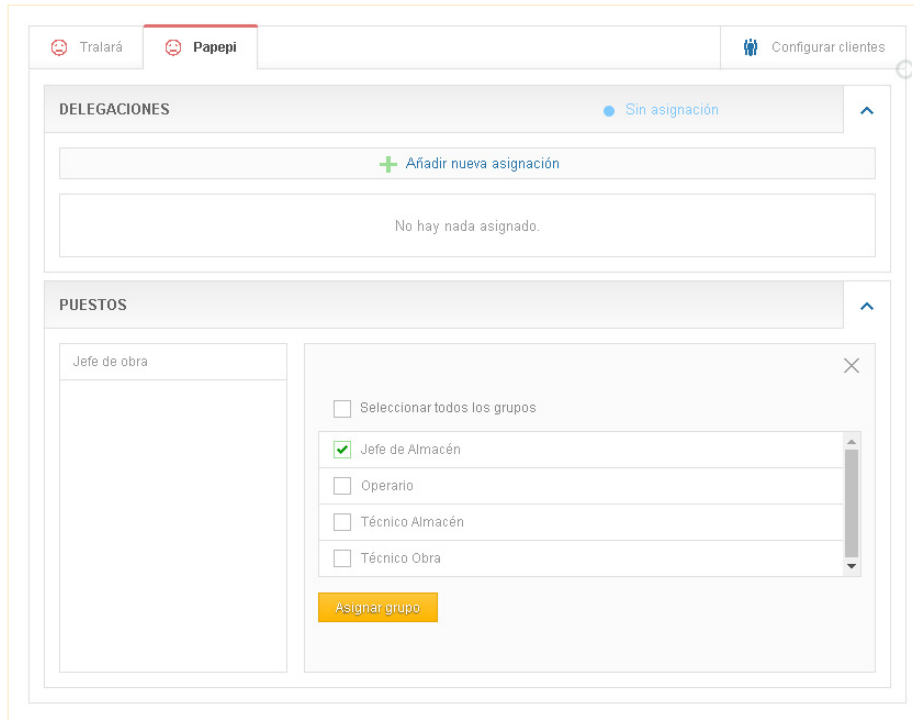 Tralará
Papepi
Configurar clientes
DELEGACIONES
Sin asignación
Añadir nueva asignación
No hay nada asignado.
PUESTOS
Jefe de obra
Seleccionar todos los grupos
Jefe de Almacén
Operario
Técnico Almacén
Técnico Obra
Asignar grupo